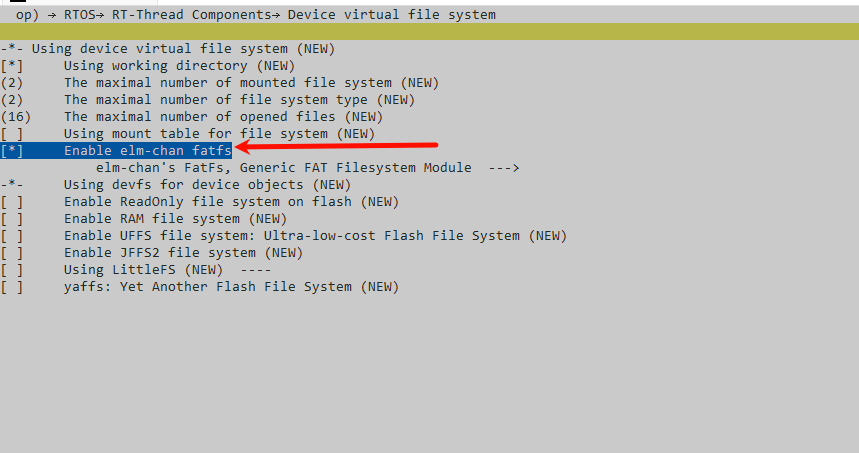 op) → RTOS→ RT-Thread Components→ Device virtual file system
-*- Using device virtual file system (NEW)
[*] Using working directory (NEW)
(2) The maximal number of mounted file system (NEW)
(2) The maximal number of file system type (NEW)
(16) The maximal number of opened files (NEW)
[ ] Using mount table for file system (NEW)
[*] Enable elm-chan fatfs
elm-chan's FatFs, Generic FAT Filesystem Module --->
-*- Using devfs for device objects (NEW)
[ ] Enable ReadOnly file system on flash (NEW)
[ ] Enable RAM file system (NEW)
[ ] Enable UFFS file system: Ultra-low-cost Flash File System (NEW)
[ ] Enable JFFS2 file system (NEW)
[ ] Using LittleFS (NEW) ----
[ ] yaffs: Yet Another Flash File System (NEW)